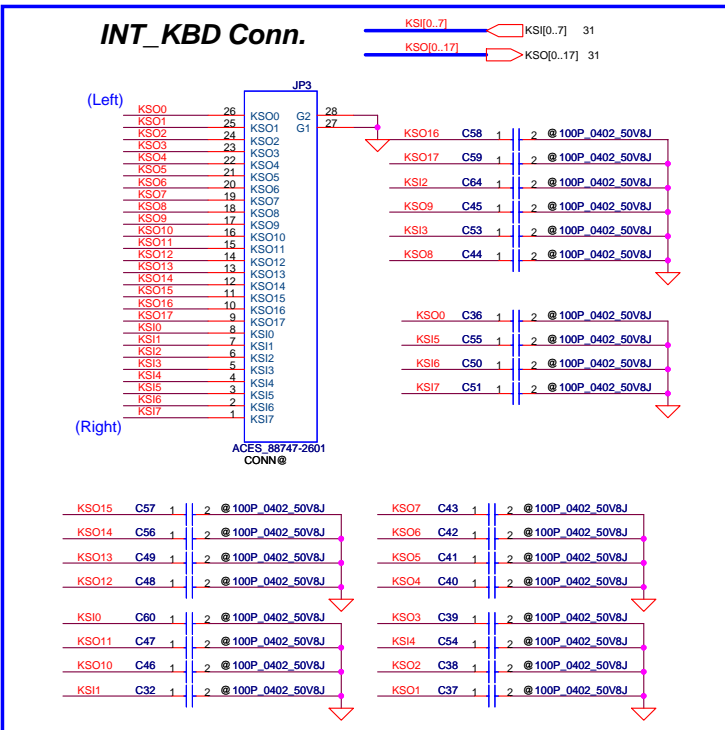 INT_KBD Conn.
KSI[0..7] KSI[0..7] 31
KSO[0..17] KSO[0..17] 31
JP3
(Left)
KSO0 26 KSO0 G2 28
KSO1 25 KSO1 G1 27
KSO2 24 KSO2
KSO3 23 KSO3
KSO4 22 KSO4
KSO5 21 KSO5
KSO6 20 KSO6
KSO7 19 KSO7
KSO8 18 KSO8
KSO9 17 KSO9
KSO10 16 KSO10
KSO11 15 KSO11
KSO12 14 KSO12
KSO13 13 KSO13
KSO14 12 KSO14
KSO15 11 KSO15
KSO16 10 KSO16
KSO17 9 KSO17
KSI0 8 KSI0
KSI1 7 KSI1
KSI2 6 KSI2
KSI3 5 KSI3
KSI4 4 KSI4
KSI5 3 KSI5
KSI6 2 KSI6
KSI7 1 KSI7
(Right)
ACES_88747-2601
CONN@
KSO16 C58 1 2 @100P_0402_50V8J
KSO17 C59 1 2 @100P_0402_50V8J
KSI2 C64 1 2 @100P_0402_50V8J
KSO9 C45 1 2 @100P_0402_50V8J
KSI3 C53 1 2 @100P_0402_50V8J
KSO8 C44 1 2 @100P_0402_50V8J
KSO0 C36 1 2 @100P_0402_50V8J
KSI5 C55 1 2 @100P_0402_50V8J
KSI6 C50 1 2 @100P_0402_50V8J
KSI7 C51 1 2 @100P_0402_50V8J
KSO15 C57 1 2 @100P_0402_50V8J
KSO14 C56 1 2 @100P_0402_50V8J
KSO13 C49 1 2 @100P_0402_50V8J
KSO12 C48 1 2 @100P_0402_50V8J
KSI0 C60 1 2 @100P_0402_50V8J
KSO11 C47 1 2 @100P_0402_50V8J
KSO10 C46 1 2 @100P_0402_50V8J
KSI1 C32 1 2 @100P_0402_50V8J
KSO7 C43 1 2 @100P_0402_50V8J
KSO6 C42 1 2 @100P_0402_50V8J
KSO5 C41 1 2 @100P_0402_50V8J
KSO4 C40 1 2 @100P_0402_50V8J
KSO3 C39 1 2 @100P_0402_50V8J
KSI4 C54 1 2 @100P_0402_50V8J
KSO2 C38 1 2 @100P_0402_50V8J
KSO1 C37 1 2 @100P_0402_50V8J